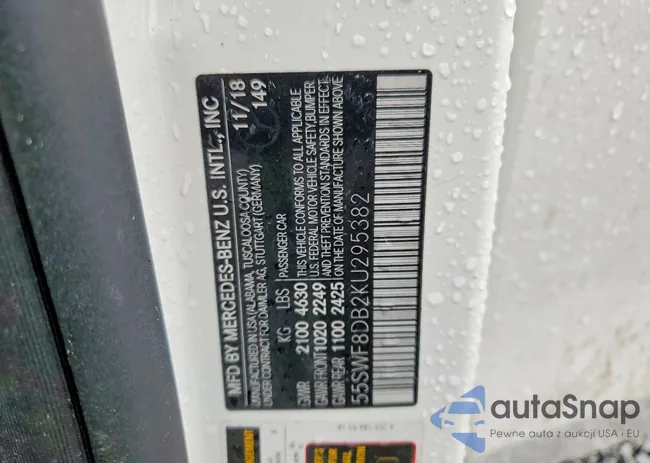 MFD BY MERCEDES-BENZ U.S. INTL., INC 11/18
MANUFACTURED IN USA (ALABAMA, TUSCALOOSA COUNTY) 149
UNDER CONTRACT FOR DAIMLER AG, STUTTGART (GERMANY)
KG LBS PASSENGER CAR
GVWR 2100 4630 THIS VEHICLE CONFORMS TO ALL APPLICABLE
GAWR FRONT 1020 2249 U.S. FEDERAL MOTOR VEHICLE SAFETY, BUMPER
AND THEFT PREVENTION STANDARDS IN EFFECT
GAWR REAR 1100 2425 ON THE DATE OF MANUFACTURE SHOWN ABOVE
55SWF8DB2KU295382
autaSnap
Pewne auta z aukcji USA i EU